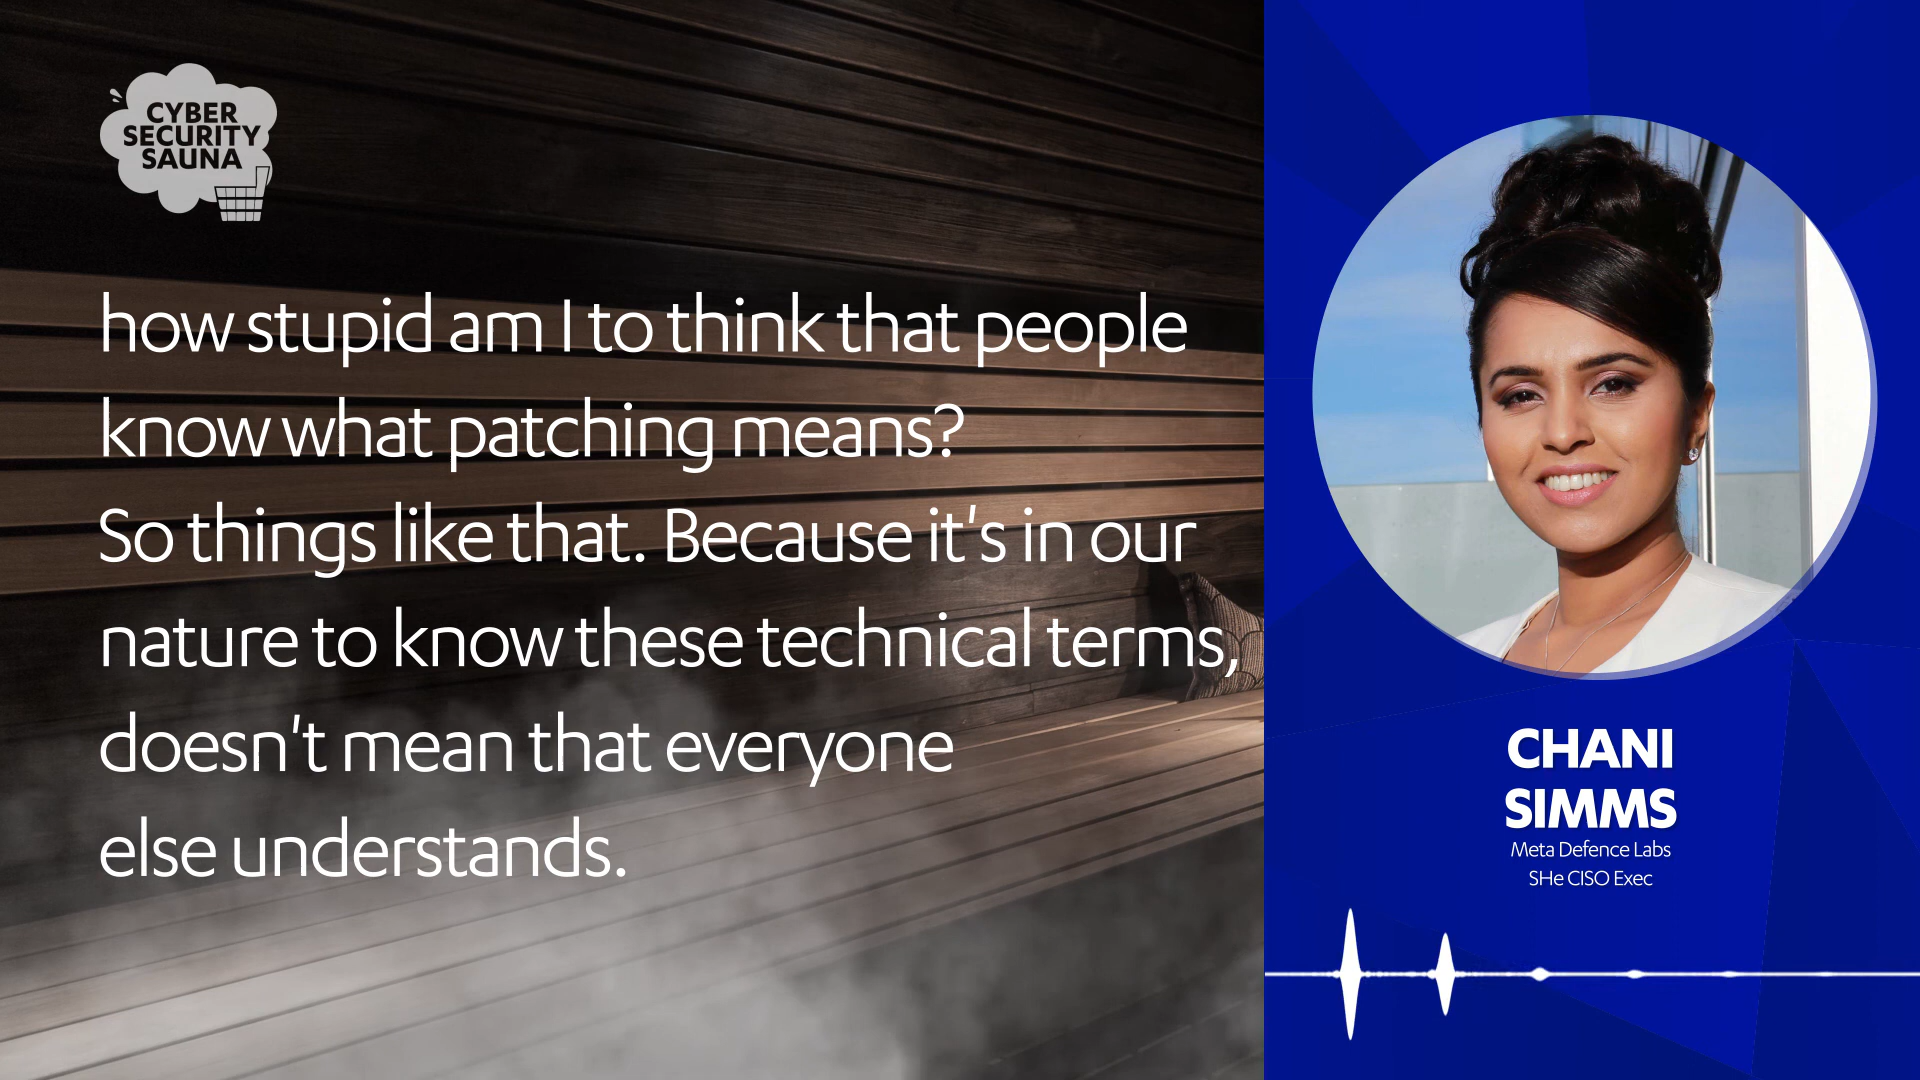 CYBER
SECURITY
SAUNA
how stupid am I to think that people
know what patching means?
So things like that. Because it's in our
nature to know these technical terms,
doesn't mean that everyone
else understands.
CHANI
SIMMS
Meta Defence Labs
SHe CISO Exec